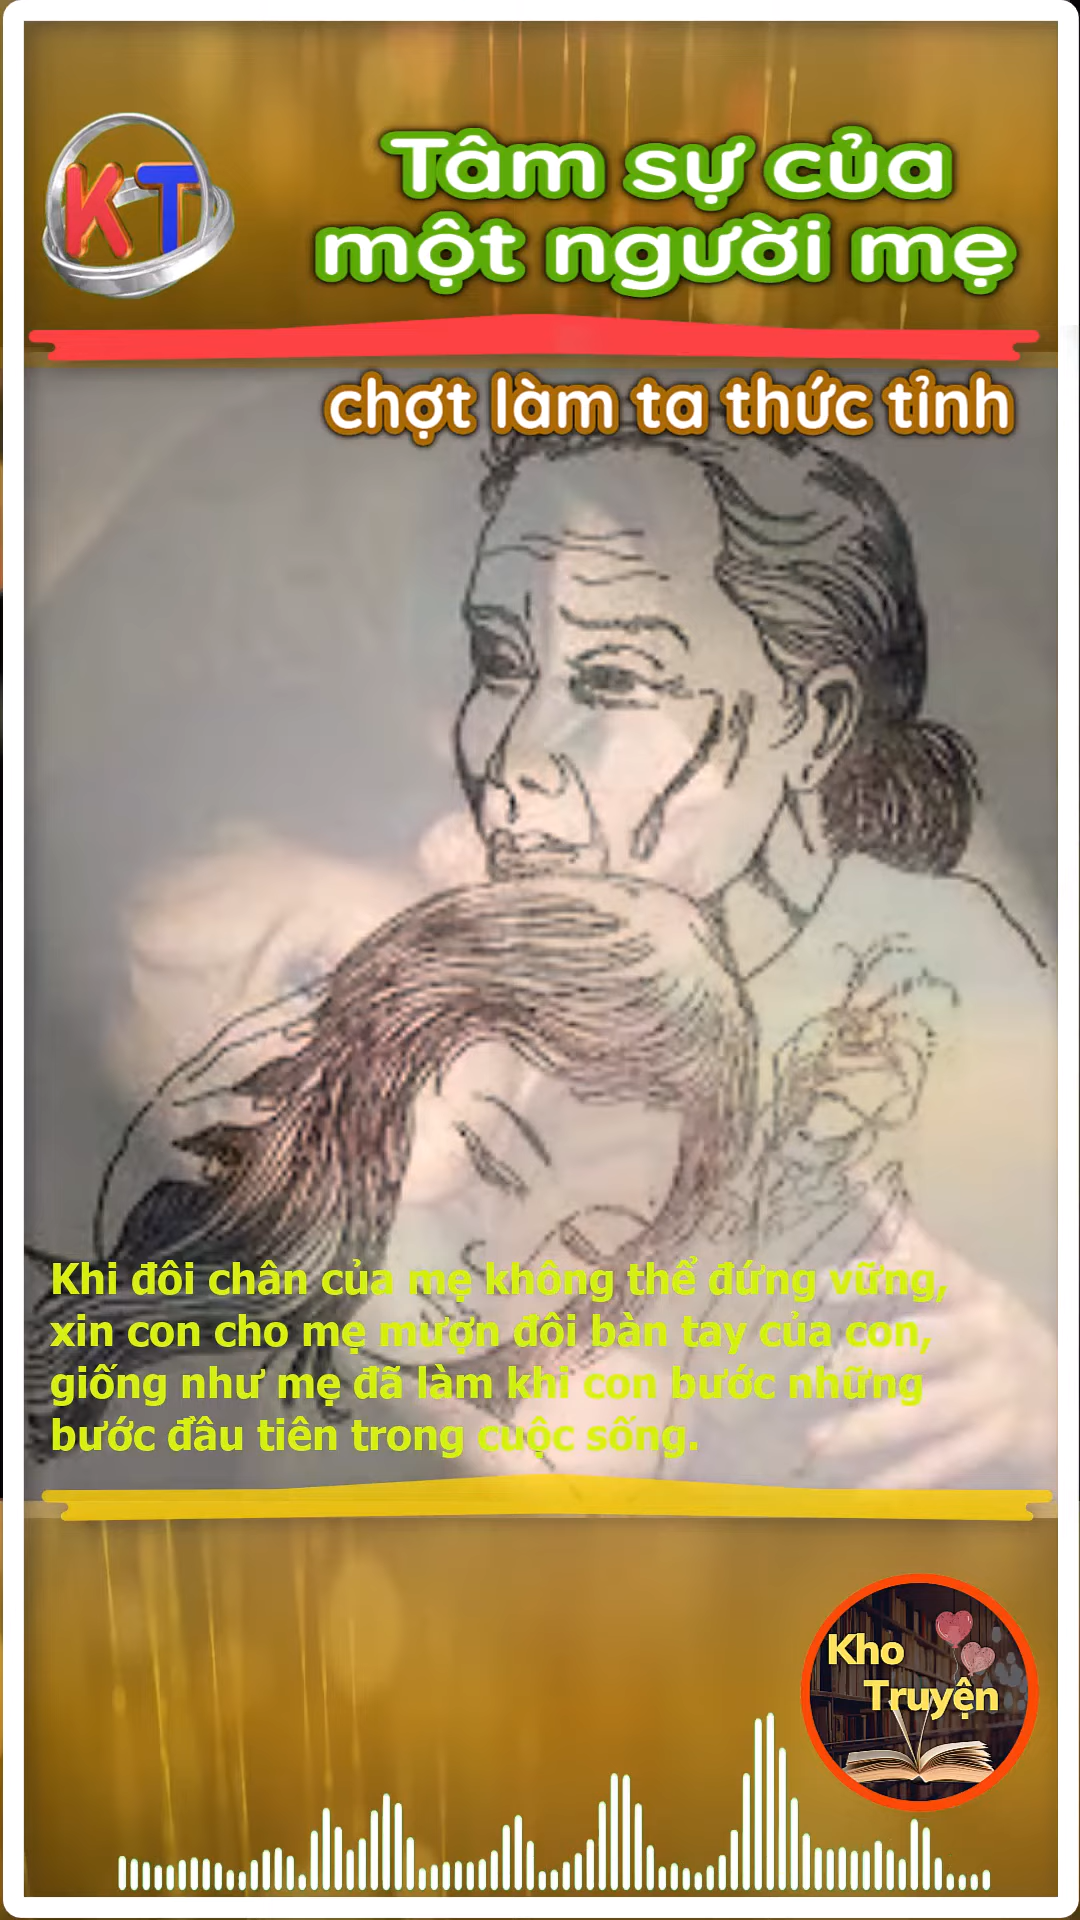 KT
Tâm sự của
một người mẹ
chợt làm ta thức tỉnh
Khi đôi chân của mẹ không thể đứng vững,
xin con cho mẹ mượn đôi bàn tay của con,
giống như mẹ đã làm khi con bước những
bước đầu tiên trong cuộc sống.
Kho
Truyện